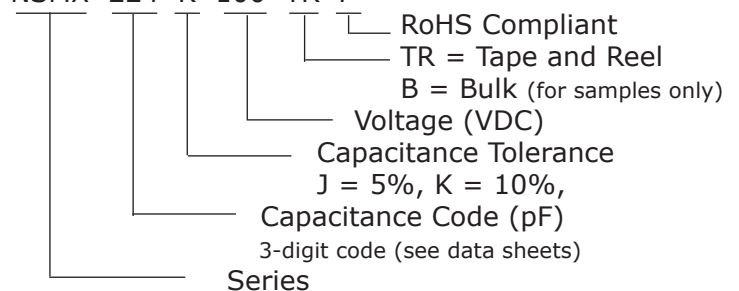 RoHS Compliant
TR = Tape and Reel
B = Bulk (for samples only)
Voltage (VDC)
Capacitance Tolerance
J = 5%, K = 10%,
Capacitance Code (pF)
3-digit code (see data sheets)
Series